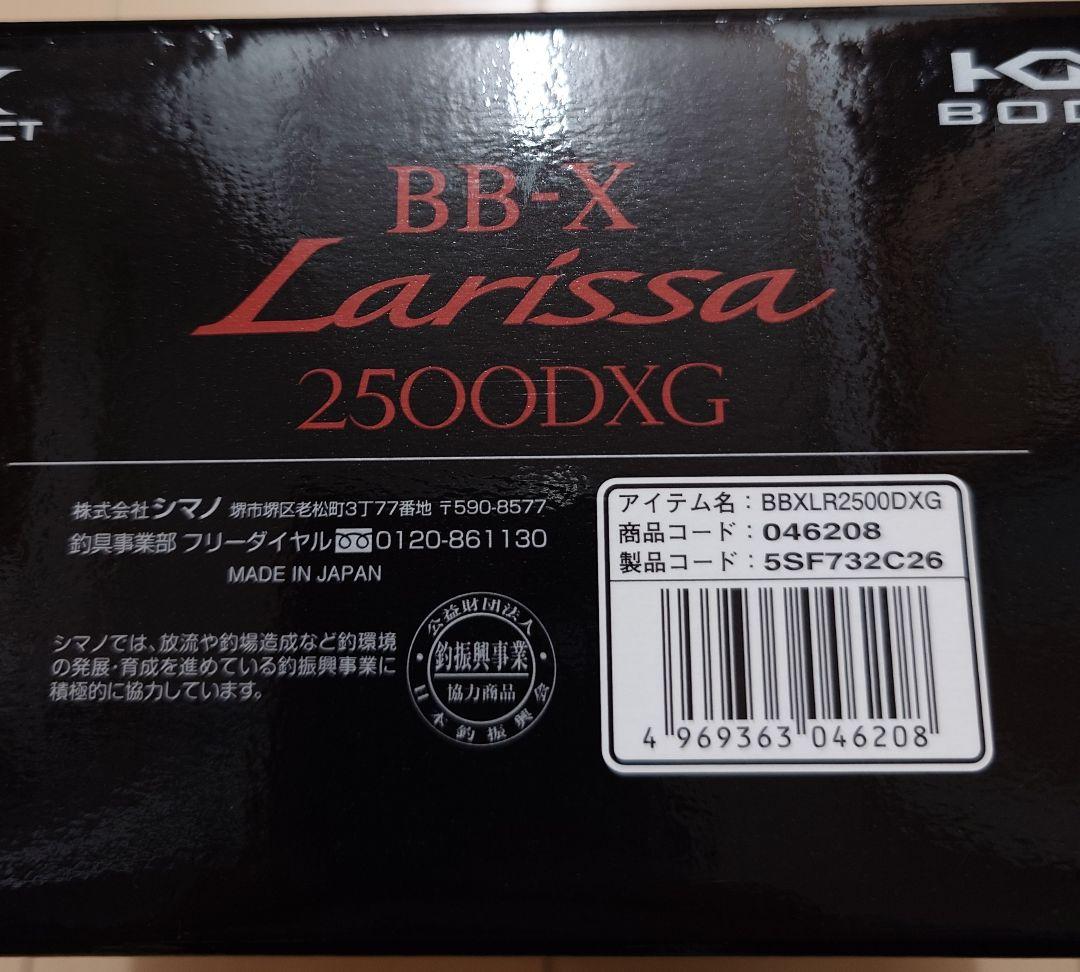 BB-X
Larissa
2500DXG
株式会社シマノ 堺市堺区老松町3丁77番地 〒590-8577
釣具事業部 フリーダイヤル 0120-861130
MADE IN JAPAN
シマノでは、放流や釣場造成など釣環境
の発展・育成を進めている釣振興事業に
積極的に協力しています。
公益財団法人
釣振興事業
協力商品
日本釣振興会
アイテム名：BBXLR2500DXG
商品コード：046208
製品コード：5SF732C26
4 969363 046208